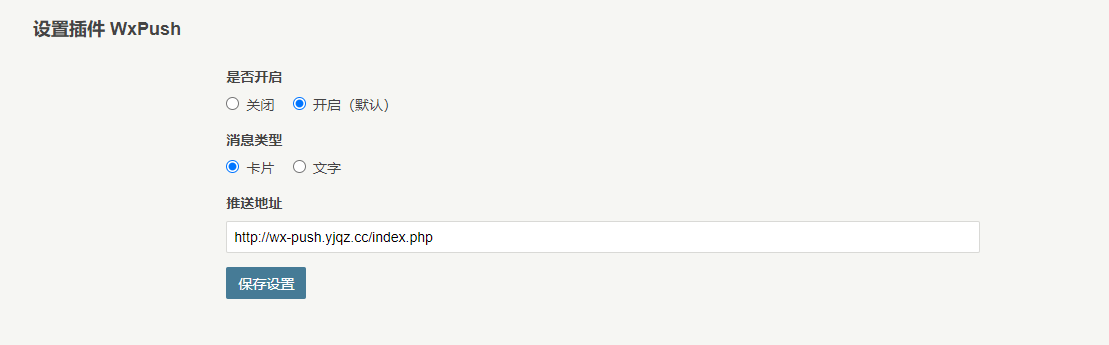 设置插件 WxPush
是否开启
关闭 开启（默认）
消息类型
卡片 文字
推送地址
http://wx-push.yjqz.cc/index.php
保存设置